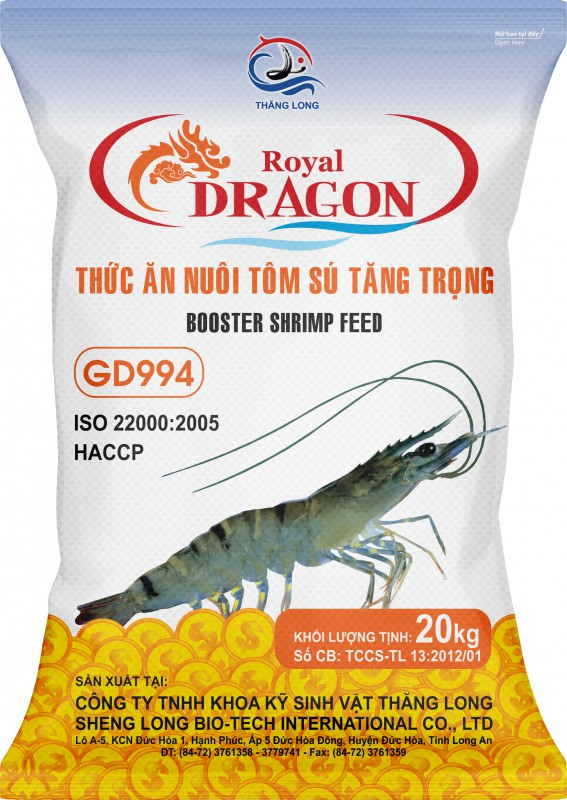 Mở bao tại đây
Open here
THĂNG LONG
Royal
DRAGON
THỨC ĂN NUÔI TÔM SÚ TĂNG TRỌNG
BOOSTER SHRIMP FEED
GD994
ISO 22000:2005
HACCP
KHỐI LƯỢNG TỊNH: 20kg
Số CB: TCCS-TL 13:2012/01
SẢN XUẤT TẠI:
CÔNG TY TNHH KHOA KỸ SINH VẬT THĂNG LONG
SHENG LONG BIO-TECH INTERNATIONAL CO., LTD
Lô A-5, KCN Đức Hòa 1, Hạnh Phúc, Ấp 5 Đức Hòa Đông, Huyện Đức Hòa, Tỉnh Long An
ĐT: (84-72) 3761358 - 3779741 - Fax: (84-72) 3761359